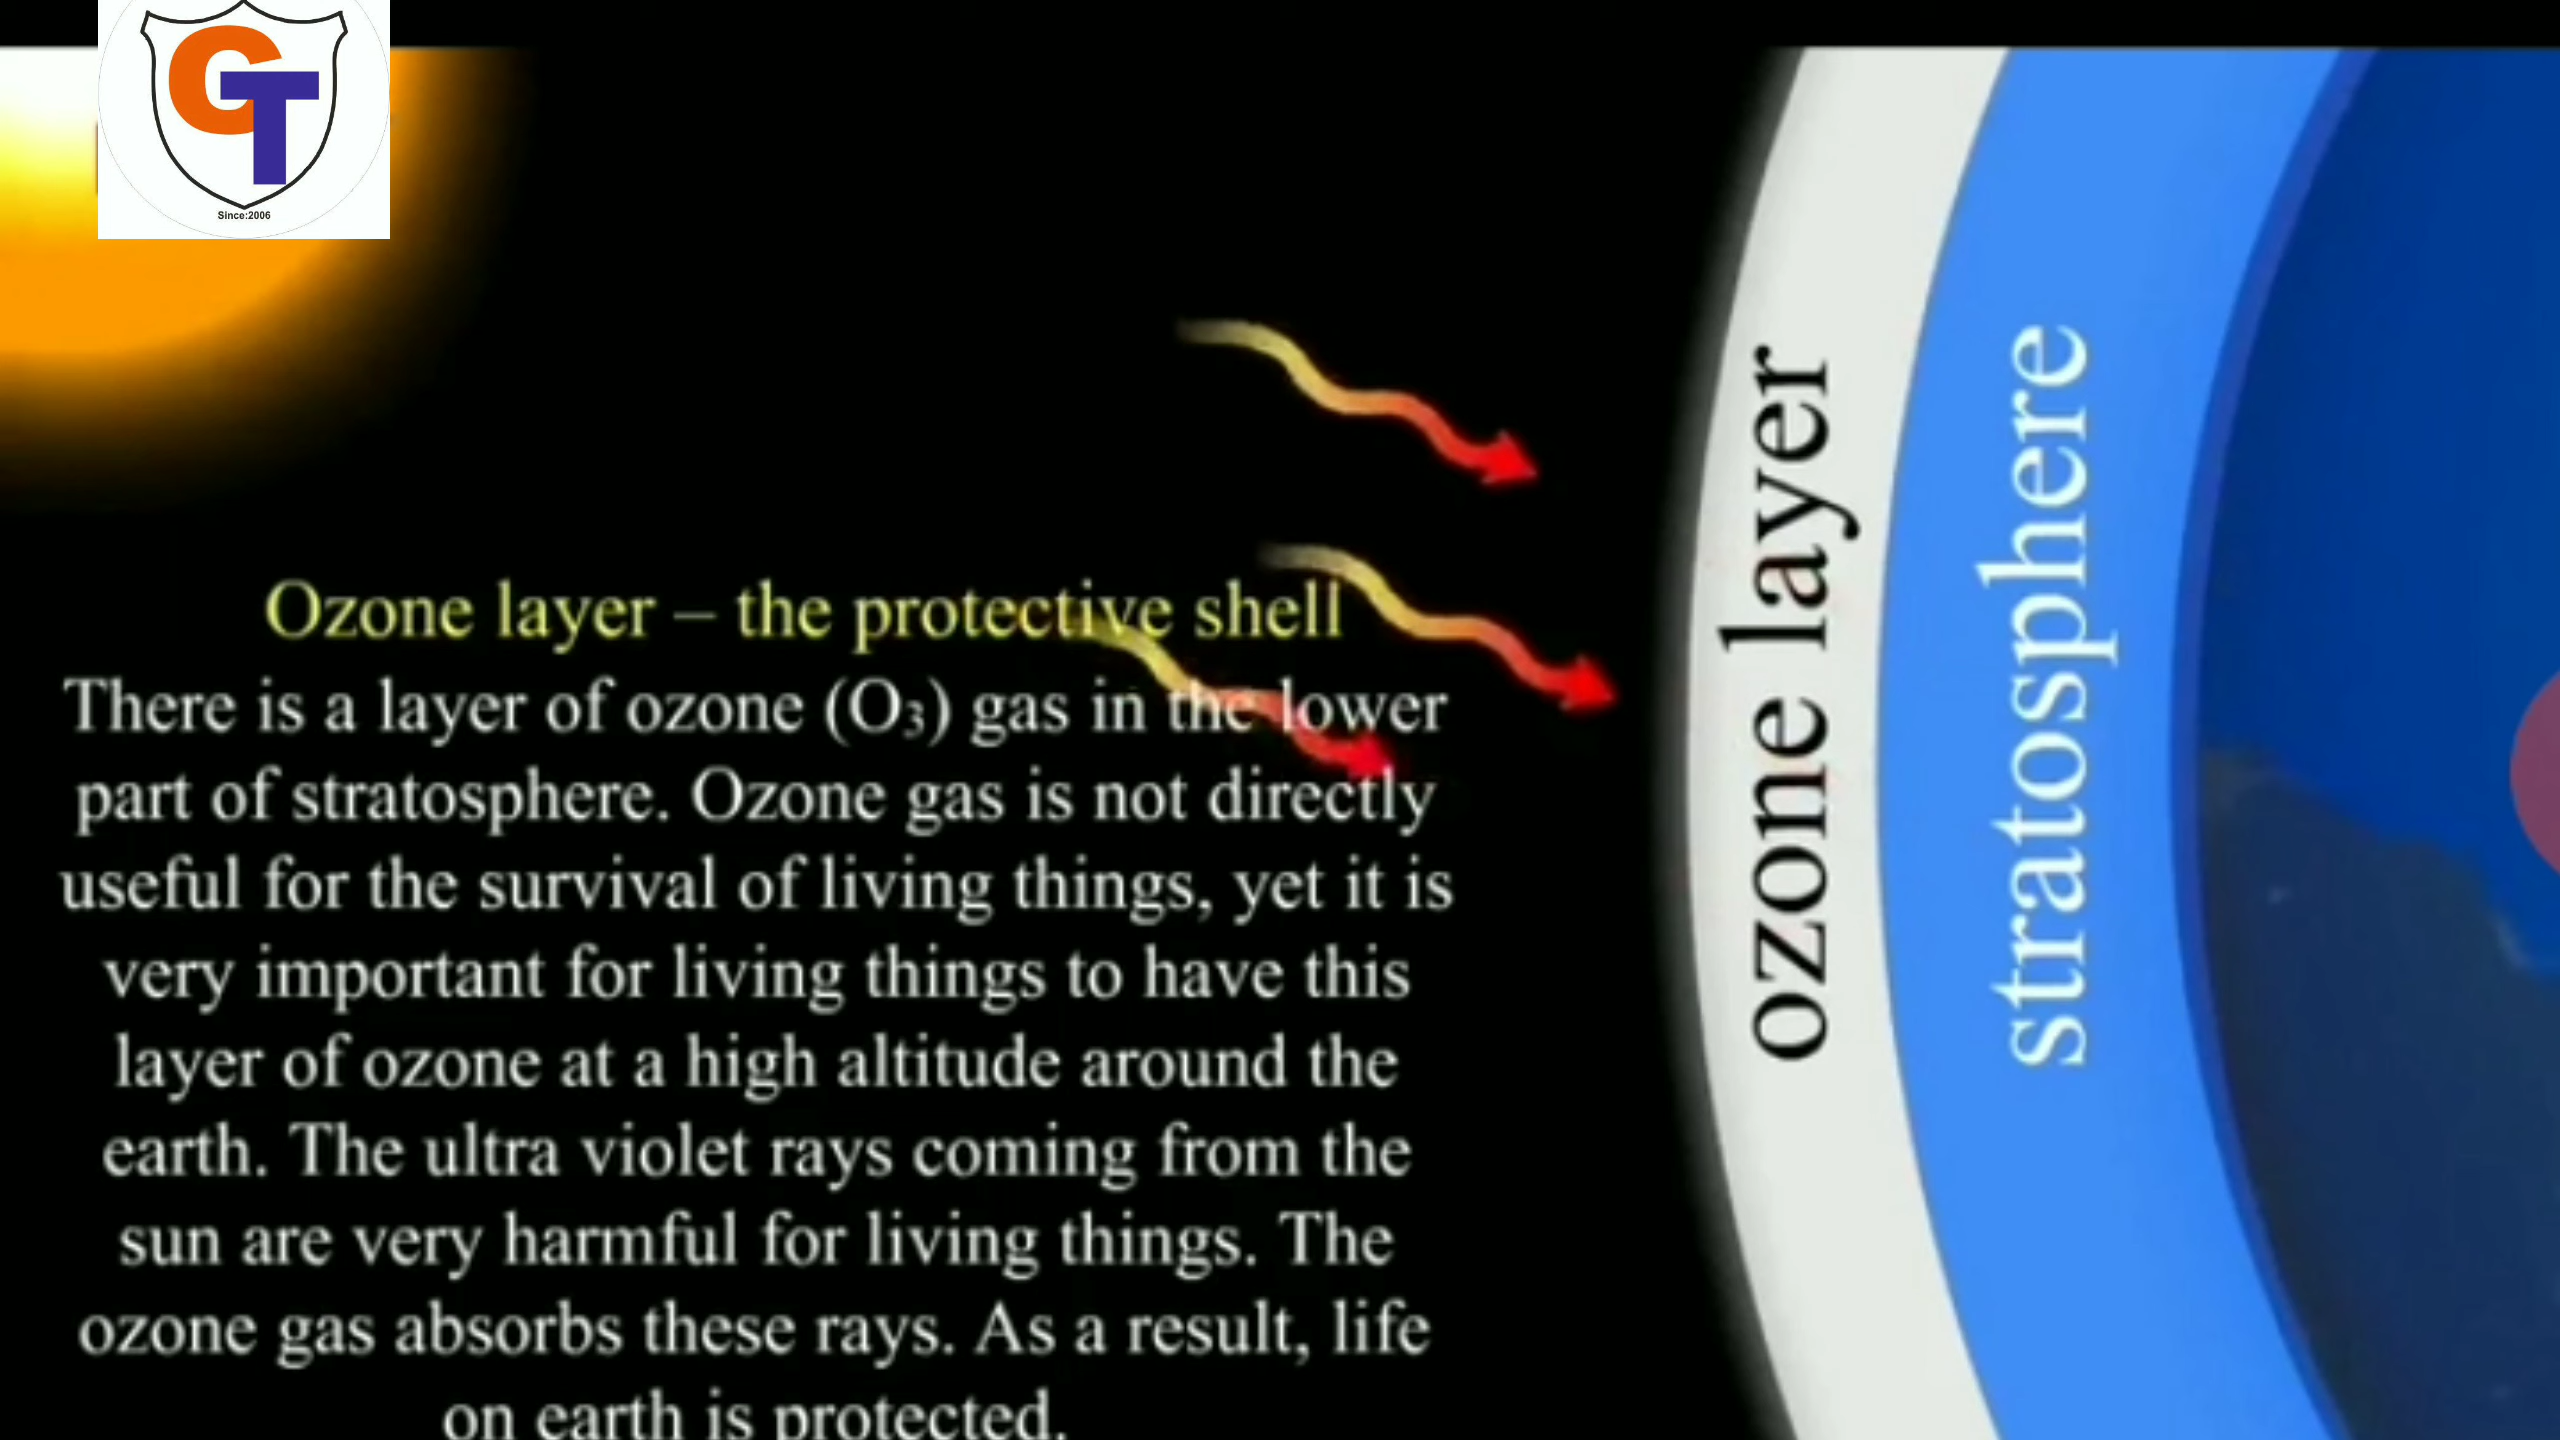 GT
Since:2006
Ozone layer – the protective shell
There is a layer of ozone (O₃) gas in the lower
part of stratosphere. Ozone gas is not directly
useful for the survival of living things, yet it is
very important for living things to have this
layer of ozone at a high altitude around the
earth. The ultra violet rays coming from the
sun are very harmful for living things. The
ozone gas absorbs these rays. As a result, life
on earth is protected.
ozone layer
stratosphere